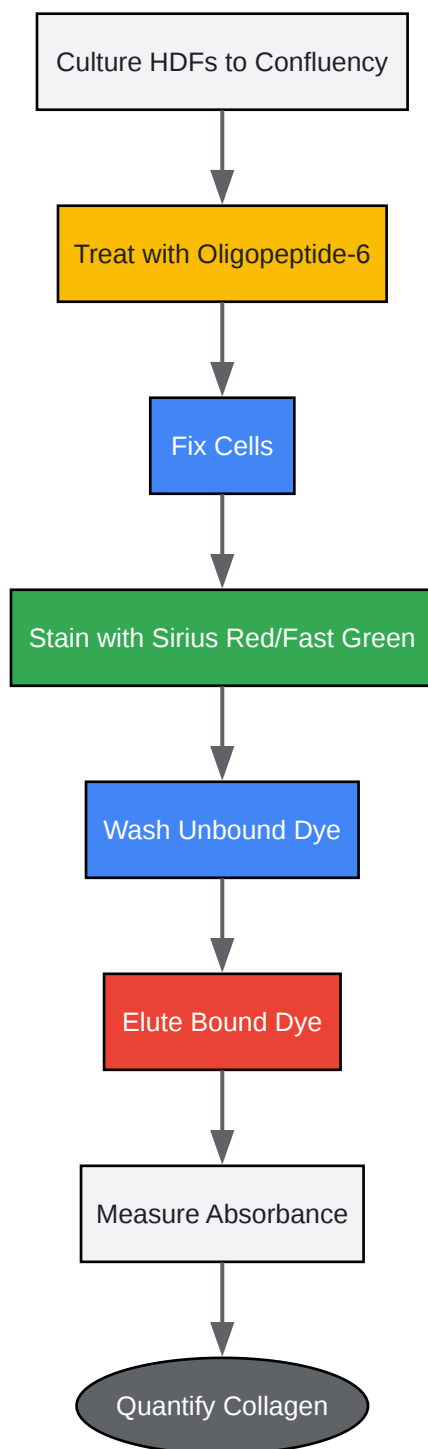 Culture HDFs to Confluency
Treat with Oligopeptide-6
Fix Cells
Stain with Sirius Red/Fast Green
Wash Unbound Dye
Elute Bound Dye
Measure Absorbance
Quantify Collagen